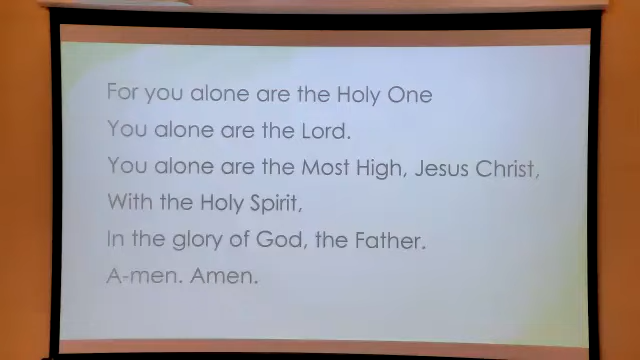 For you alone are the Holy One
You alone are the Lord.
You alone are the Most High, Jesus Christ,
With the Holy Spirit,
In the glory of God, the Father.
A-men. Amen.